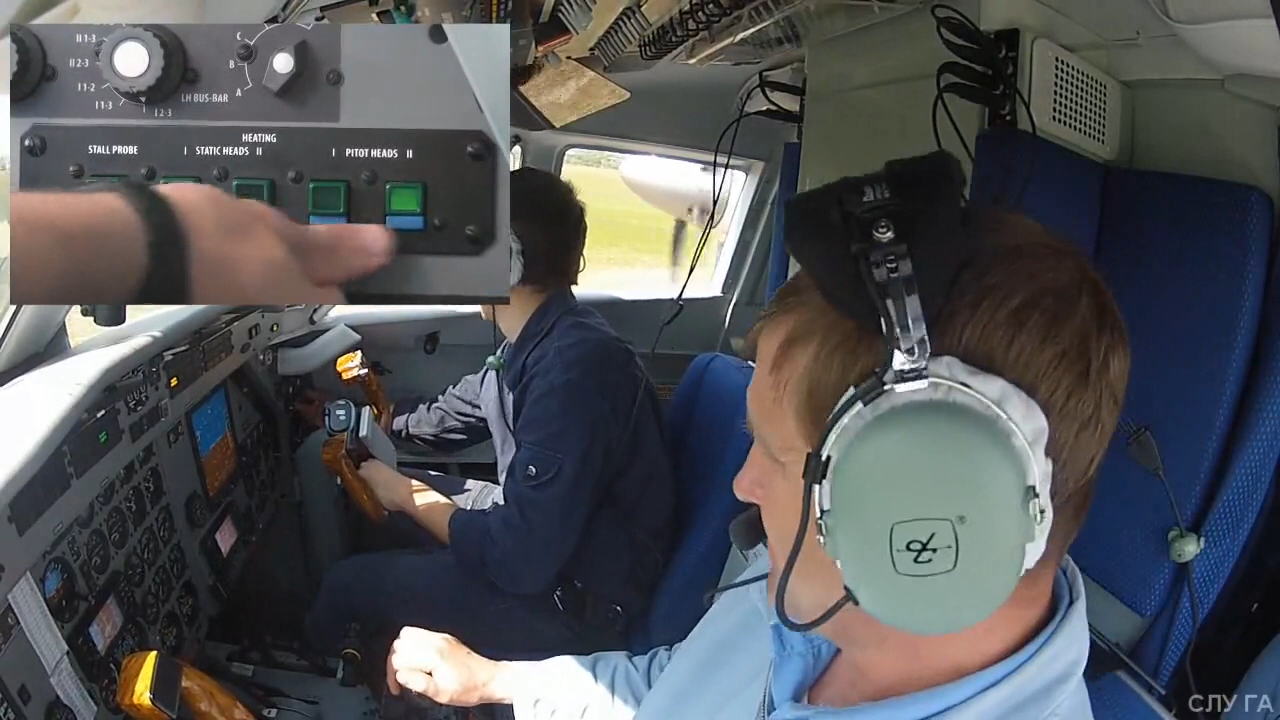 II 1-3
II 2-3
I 1-2
I 1-3
I 2-3
LH BUS-BAR
C
B
A
HEATING
STALL PROBE
I STATIC HEADS II
I PITOT HEADS II
СЛУ ГА